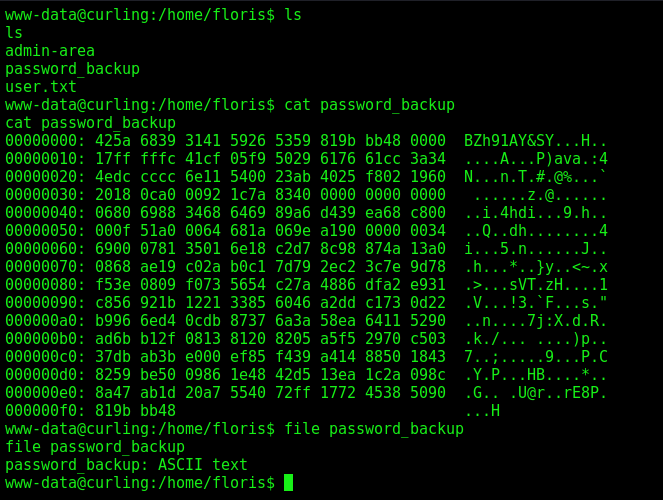 www-data@curling:/home/floris$ ls
ls
admin-area
password_backup
user.txt
www-data@curling:/home/floris$ cat password_backup
cat password_backup
00000000: 425a 6839 3141 5926 5359 819b bb48 0000  BZh91AY&SY...H..
00000010: 17ff fffc 41cf 05f9 5029 6176 61cc 3a34  ....A...P)ava.:4
00000020: 4edc cccc 6e11 5400 23ab 4025 f802 1960  N...n.T.#.@%...`
00000030: 2018 0ca0 0092 1c7a 8340 0000 0000 0000   ......z.@......
00000040: 0680 6988 3468 6469 89a6 d439 ea68 c800  ..i.4hdi...9.h..
00000050: 000f 51a0 0064 681a 069e a190 0000 0034  ..Q..dh........4
00000060: 6900 0781 3501 6e18 c2d7 8c98 874a 13a0  i...5.n......J..
00000070: 0868 ae19 c02a b0c1 7d79 2ec2 3c7e 9d78  .h...*..}y..<~.x
00000080: f53e 0809 f073 5654 c27a 4886 dfa2 e931  .>...sVT.zH....1
00000090: c856 921b 1221 3385 6046 a2dd c173 0d22  .V...!3.`F...s."
000000a0: b996 6ed4 0cdb 8737 6a3a 58ea 6411 5290  ..n....7j:X.d.R.
000000b0: ad6b b12f 0813 8120 8205 a5f5 2970 c503  .k./... ....)p..
000000c0: 37db ab3b e000 ef85 f439 a414 8850 1843  7..;.....9...P.C
000000d0: 8259 be50 0986 1e48 42d5 13ea 1c2a 098c  .Y.P...HB....*..
000000e0: 8a47 ab1d 20a7 5540 72ff 1772 4538 5090  .G.. .U@r..rE8P.
000000f0: 819b bb48                                ...H
www-data@curling:/home/floris$ file password_backup
file password_backup
password_backup: ASCII text
www-data@curling:/home/floris$